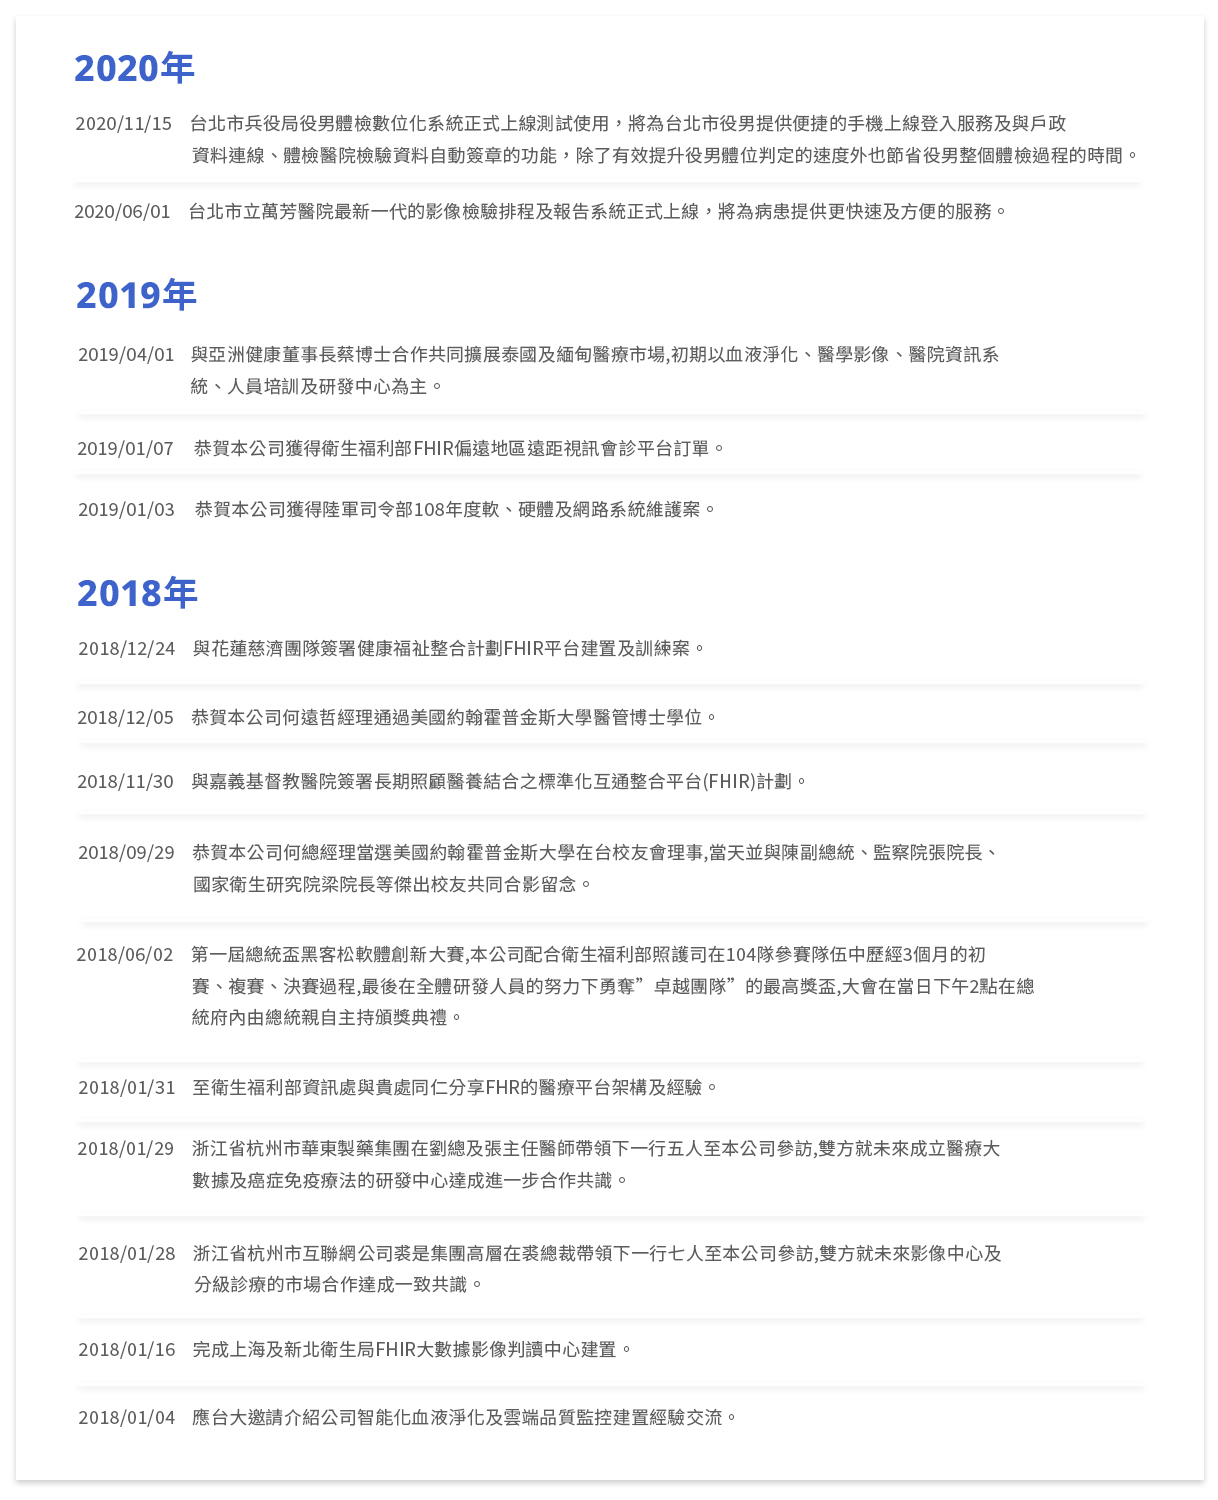 2020年
2020/11/15 台北市兵役局役男體檢數位化系統正式上線測試使用，將為台北市役男提供便捷的手機上線登入服務及與戶政
資料連線、體檢醫院檢驗資料自動簽章的功能，除了有效提升役男體位判定的速度外也節省役男整個體檢過程的時間。
2020/06/01 台北市立萬芳醫院最新一代的影像檢驗排程及報告系統正式上線，將為病患提供更快速及方便的服務。
2019年
2019/04/01 與亞洲健康董事長蔡博士合作共同擴展泰國及緬甸醫療市場,初期以血液淨化、醫學影像、醫院資訊系
統、人員培訓及研發中心為主。
2019/01/07 恭賀本公司獲得衛生福利部FHIR偏遠地區遠距視訊會診平台訂單。
2019/01/03 恭賀本公司獲得陸軍司令部108年度軟、硬體及網路系統維護案。
2018年
2018/12/24 與花蓮慈濟團隊簽署健康福祉整合計劃FHIR平台建置及訓練案。
2018/12/05 恭賀本公司何遠哲經理通過美國約翰霍普金斯大學醫管博士學位。
2018/11/30 與嘉義基督教醫院簽署長期照顧醫養結合之標準化互通整合平台(FHIR)計劃。
2018/09/29 恭賀本公司何總經理當選美國約翰霍普金斯大學在台校友會理事,當天並與陳副總統、監察院張院長、
國家衛生研究院梁院長等傑出校友共同合影留念。
2018/06/02 第一屆總統盃黑客松軟體創新大賽,本公司配合衛生福利部照護司在104隊參賽隊伍中歷經3個月的初
賽、複賽、決賽過程,最後在全體研發人員的努力下勇奪”卓越團隊”的最高獎盃,大會在當日下午2點在總
統府內由總統親自主持頒獎典禮。
2018/01/31 至衛生福利部資訊處與貴處同仁分享FHR的醫療平台架構及經驗。
2018/01/29 浙江省杭州市華東製藥集團在劉總及張主任醫師帶領下一行五人至本公司參訪,雙方就未來成立醫療大
數據及癌症免疫療法的研發中心達成進一步合作共識。
2018/01/28 浙江省杭州市互聯網公司裘是集團高層在裘總裁帶領下一行七人至本公司參訪,雙方就未來影像中心及
分級診療的市場合作達成一致共識。
2018/01/16 完成上海及新北衛生局FHIR大數據影像判讀中心建置。
2018/01/04 應台大邀請介紹公司智能化血液淨化及雲端品質監控建置經驗交流。